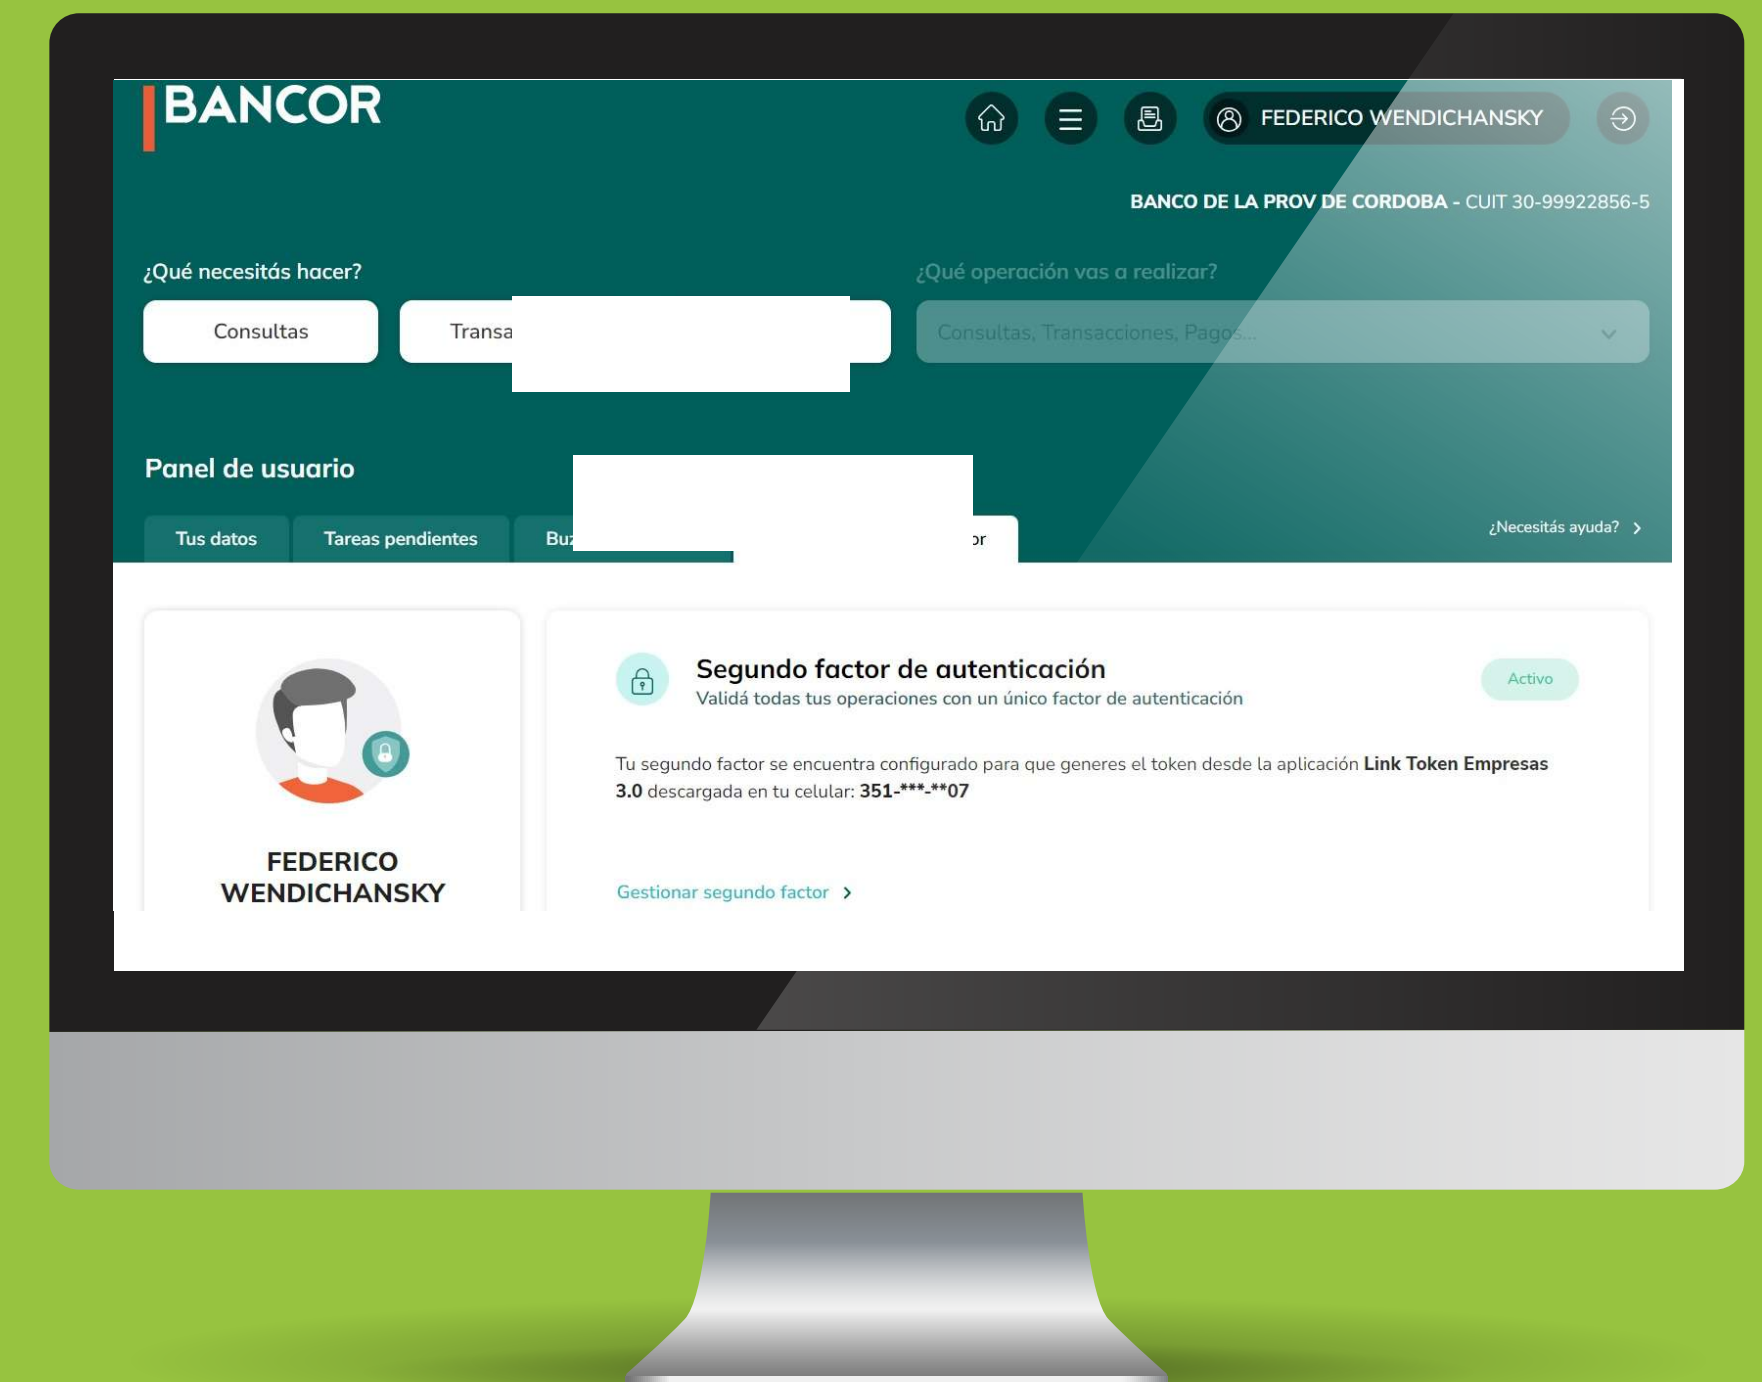 BANCOR
FEDERICO WENDICHANSKY
BANCO DE LA PROV DE CORDOBA - CUIT 30-99922856-5
¿Qué necesitás hacer?
¿Qué operación vas a realizar?
Consultas
Transa
Consultas, Transacciones, Pagos...
Panel de usuario
Tus datos
Tareas pendientes
Buz
or
¿Necesitás ayuda?
Segundo factor de autenticación
Activo
Validá todas tus operaciones con un único factor de autenticación
Tu segundo factor se encuentra configurado para que generes el token desde la aplicación Link Token Empresas
3.0 descargada en tu celular: 351-***-**07
FEDERICO
WENDICHANSKY
Gestionar segundo factor